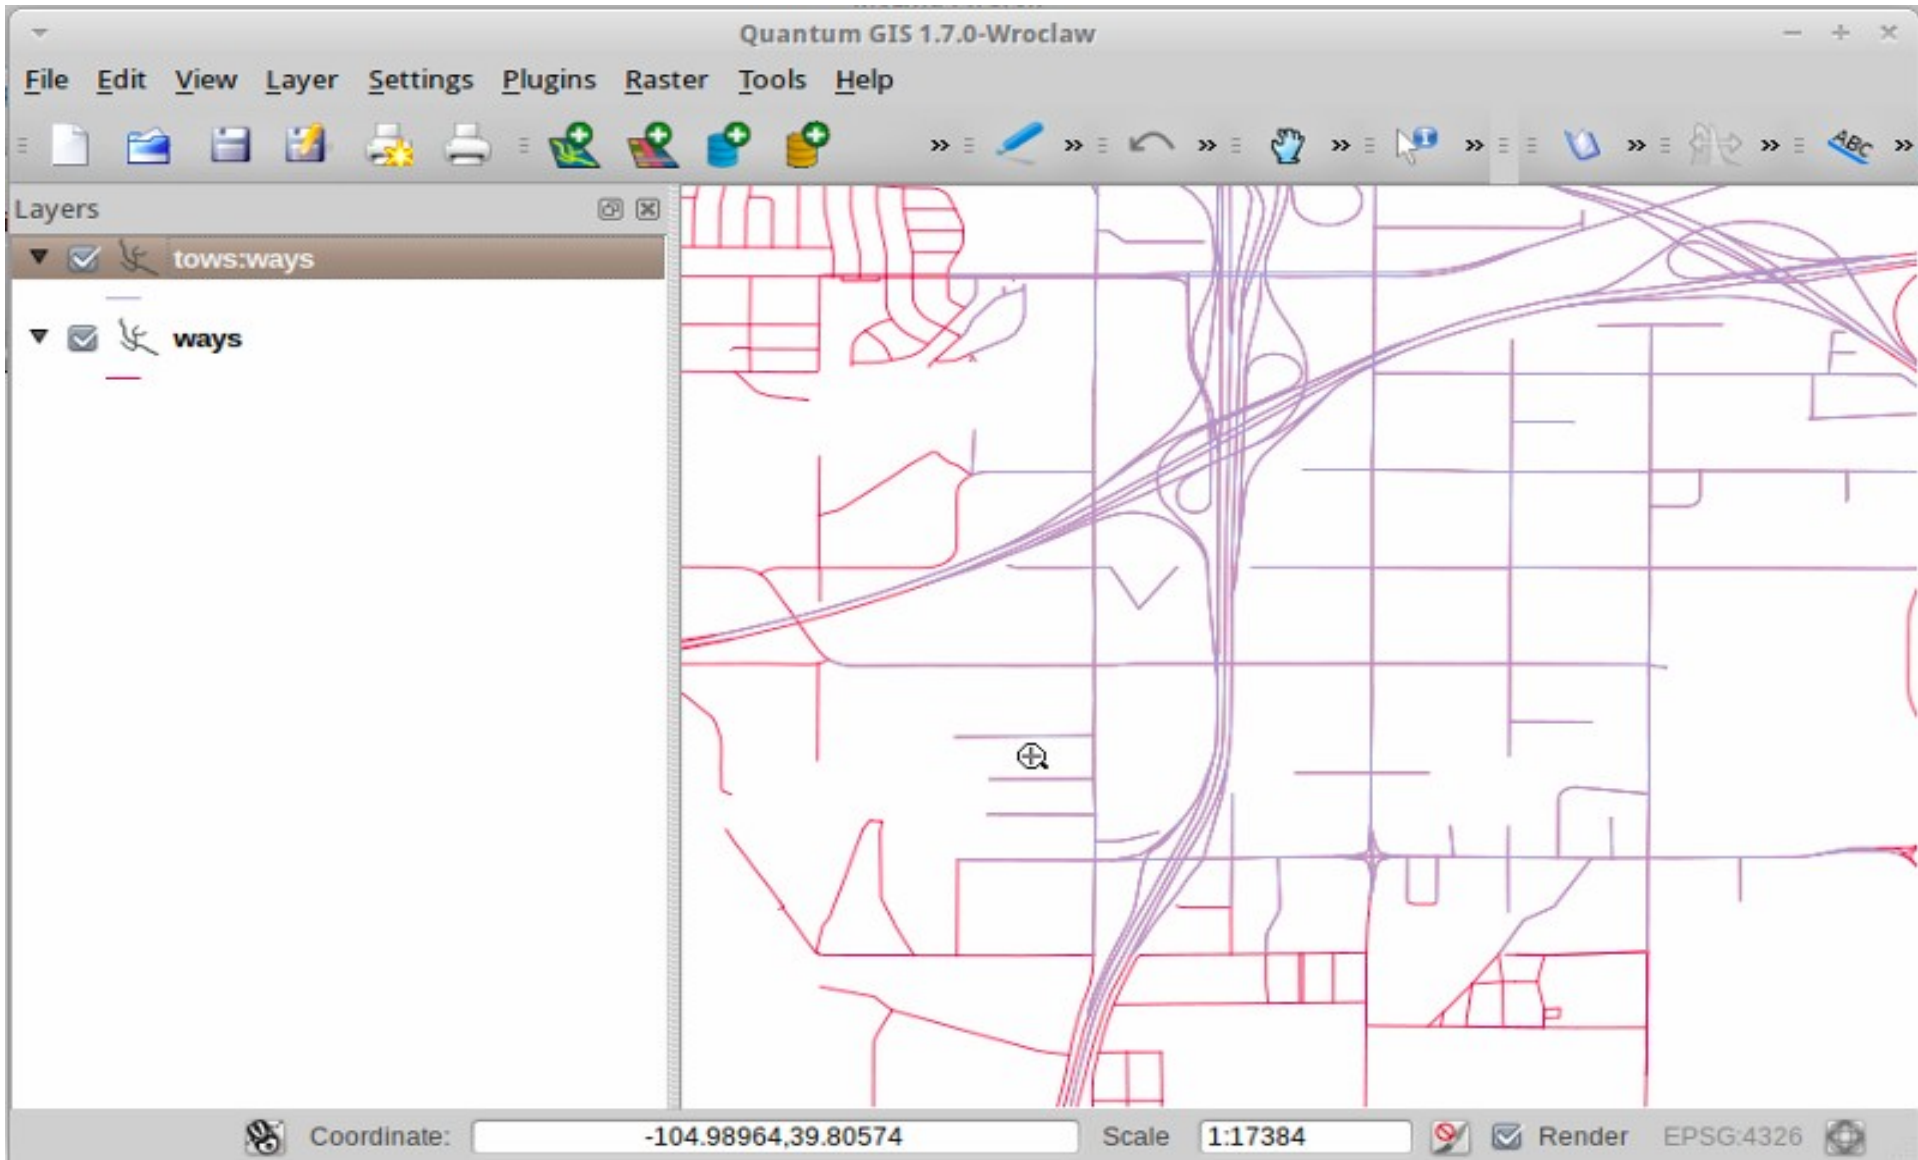 Quantum GIS 1.7.0-Wroclaw
File Edit View Layer Settings Plugins Raster Tools Help
ABC
Layers
tows:ways
ways
Coordinate: -104.98964,39.80574 Scale 1:17384 Render EPSG:4326